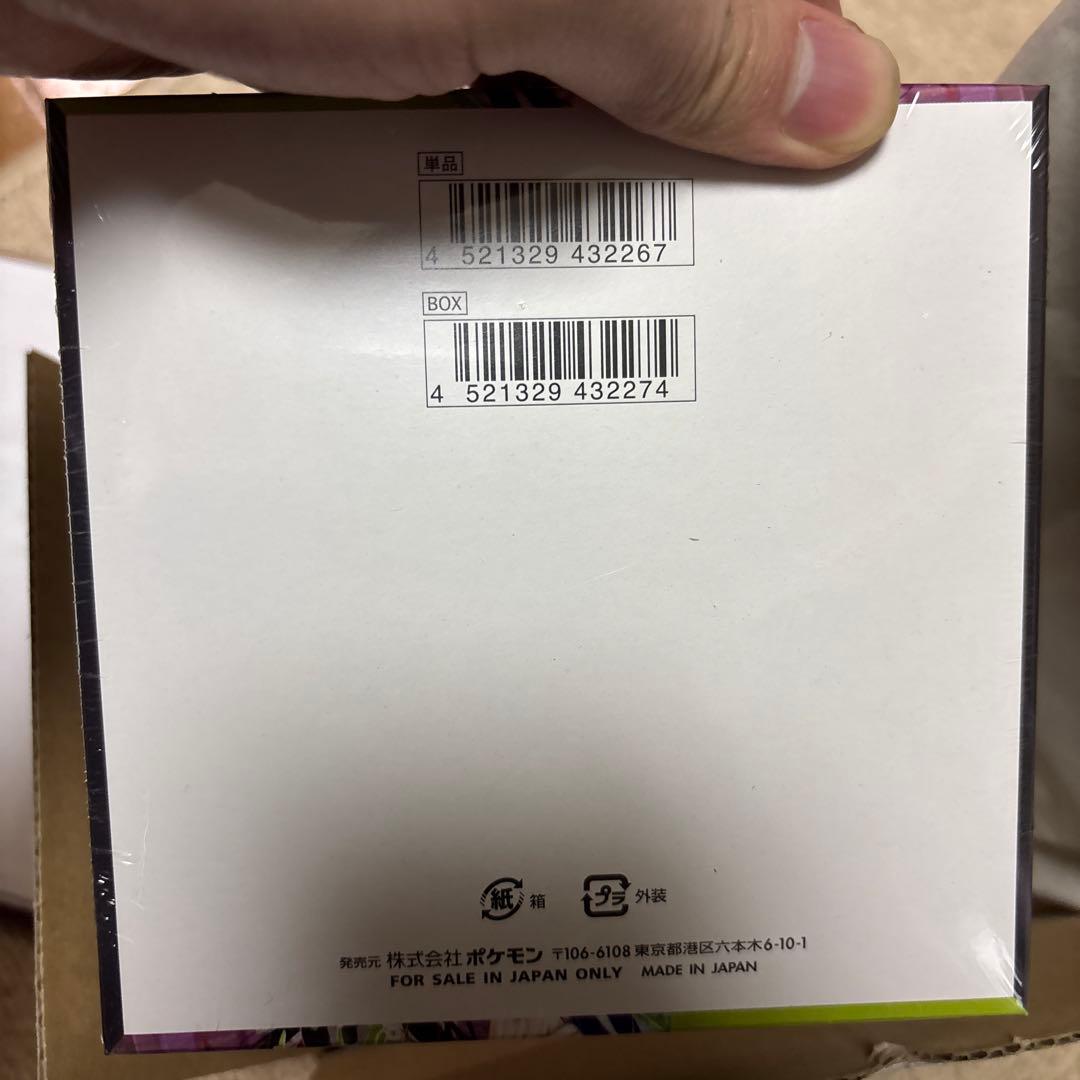 単品
4 521329 432267
BOX
4 521329 432274
紙 箱 プラ 外装
発売元 株式会社 ポケモン 〒106-6108 東京都港区六本木6-10-1
FOR SALE IN JAPAN ONLY MADE IN JAPAN